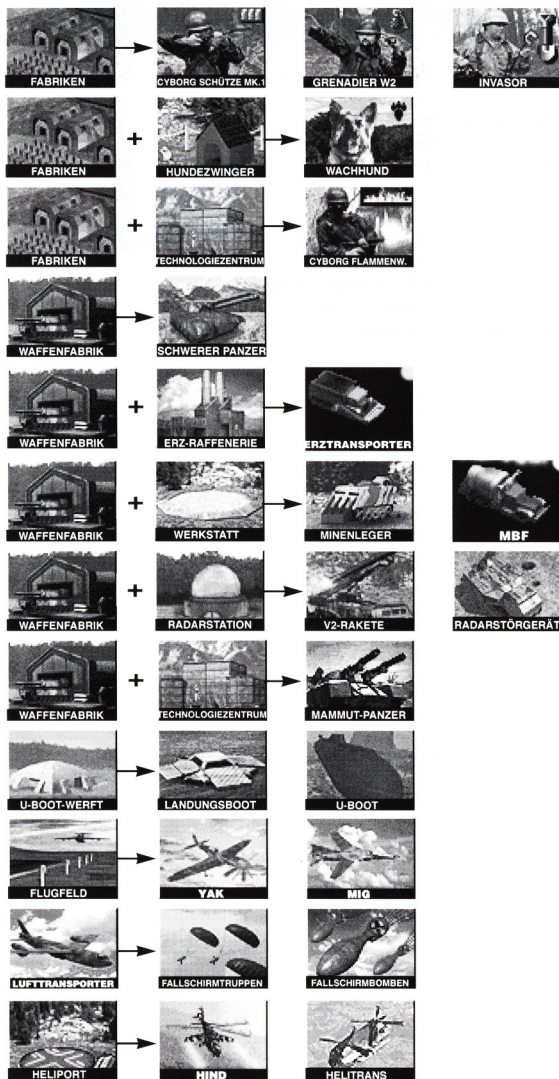 FABRIKEN
CYBORG SCHÜTZE MK.1
GRENADIER W2
INVASOR
FABRIKEN
+
HUNDEZWINGER
WACHHUND
FABRIKEN
+
TECHNOLOGIEZENTRUM
CYBORG FLAMMENW.
WAFFENFABRIK
SCHWERER PANZER
WAFFENFABRIK
+
ERZ-RAFFENERIE
ERZTRANSPORTER
WAFFENFABRIK
+
WERKSTATT
MINENLEGER
MBF
WAFFENFABRIK
+
RADARSTATION
V2-RAKETE
RADARSTÖRGERÄT
WAFFENFABRIK
+
TECHNOLOGIEZENTRUM
MAMMUT-PANZER
U-BOOT-WERFT
LANDUNGSBOOT
U-BOOT
FLUGFELD
YAK
MIG
LUFTTRANSPORTER
FALLSCHIRMTRUPPEN
FALLSCHIRMBOMBEN
HELIPORT
HIND
HELITRANS